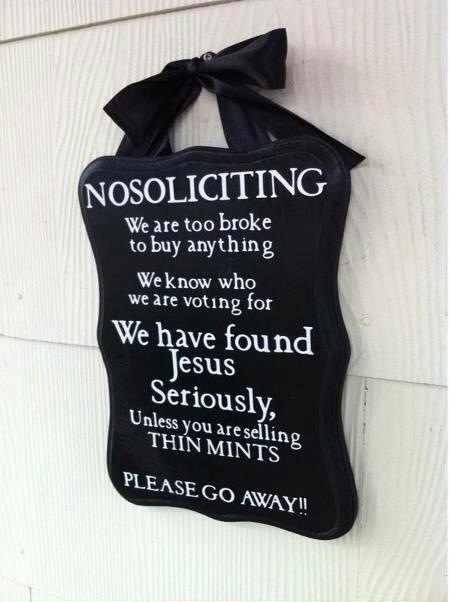 NOSOLICITING
We are too broke
to buy anything
We know who
we are voting for
We have found
Jesus
Seriously,
Unless you are selling
THIN MINTS
PLEASE GO AWAY!!